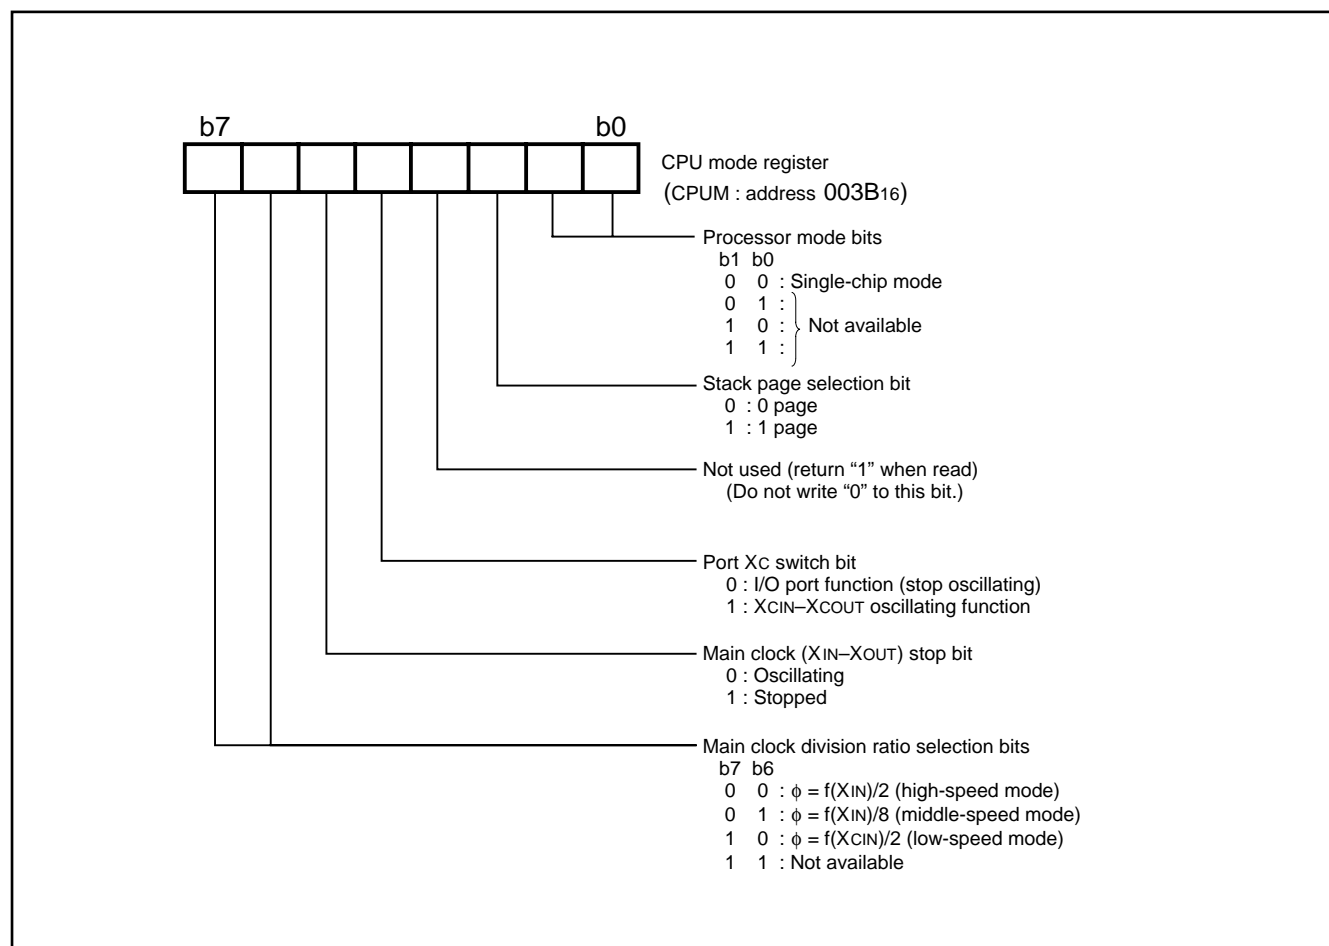 b7 b0
CPU mode register
(CPUM : address 003B16)
Processor mode bits
b1 b0
0 0 : Single-chip mode
0 1 :
1 0 : Not available
1 1 :
Stack page selection bit
0 : 0 page
1 : 1 page
Not used (return “1” when read)
(Do not write “0” to this bit.)
Port XC switch bit
0 : I/O port function (stop oscillating)
1 : XCIN–XCOUT oscillating function
Main clock (XIN–XOUT) stop bit
0 : Oscillating
1 : Stopped
Main clock division ratio selection bits
b7 b6
0 0 : ϕ = f(XIN)/2 (high-speed mode)
0 1 : ϕ = f(XIN)/8 (middle-speed mode)
1 0 : ϕ = f(XCIN)/2 (low-speed mode)
1 1 : Not available